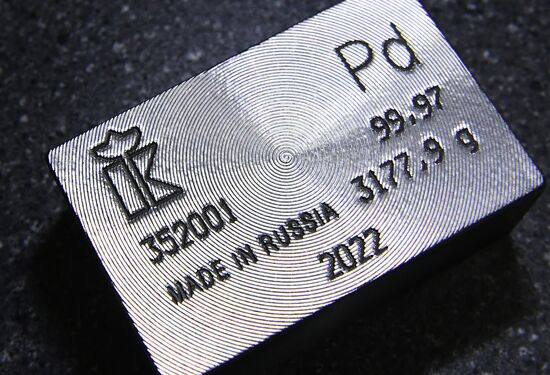 Pd
99.97
3177.9 g
352001
MADE IN RUSSIA
2022